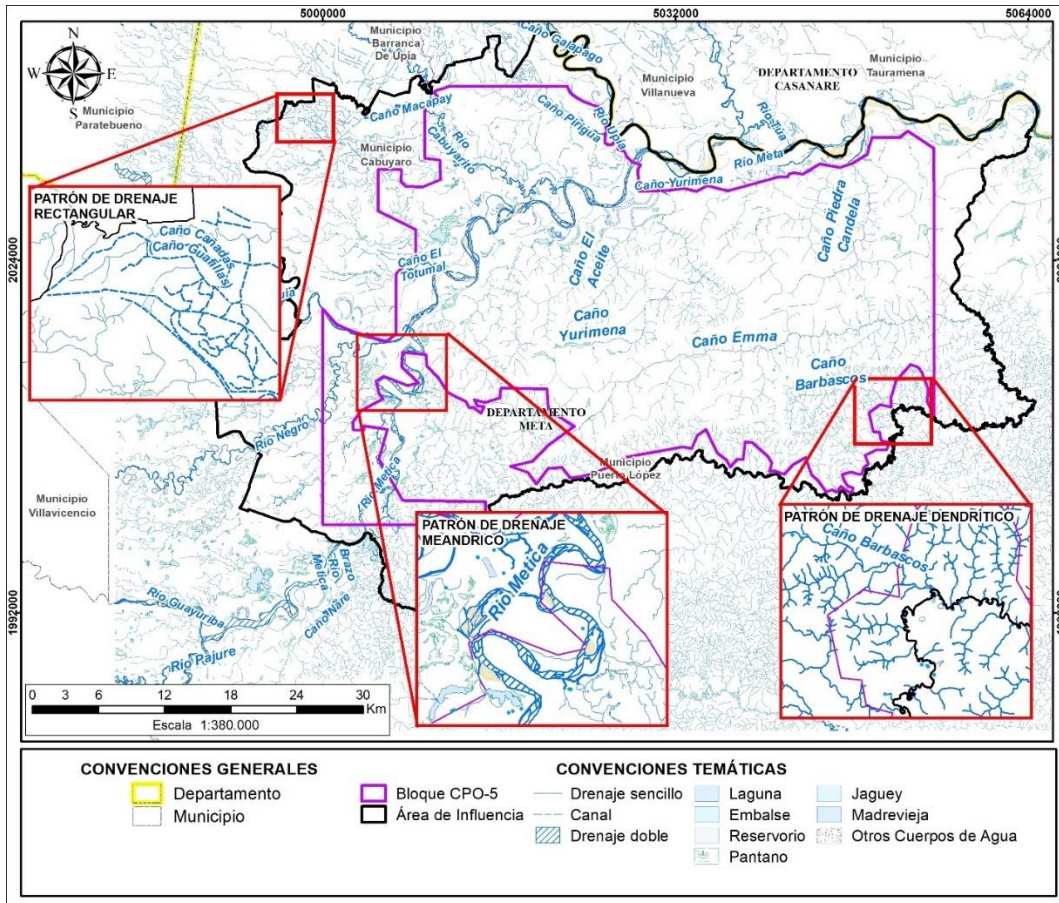 5000000
5032000
5064000
N
W E
S
Municipio
Barranca
De Upía
Caño Galapago
Municipio
Villanueva
DEPARTAMENTO
CASANARE
Municipio
Tauramena
Municipio
Paratebueno
Caño Macapay
Río
Cabuyarito
Caño Pirigua
Río Upía
Río Túa
Río Meta
Municipio
Cabuyaro
Caño Yurimena
PATRÓN DE DRENAJE
RECTANGULAR
Caño Cañadas
(Caño Guafillas)
2024000
Caño El
Totumal
Caño El
Aceite
Caño Piedra
Candela
Caño
Yurimena
Caño Emma
Caño
Barbascos
DEPARTAMENTO
META
Río Negro
Municipio
Puerto López
Río Metica
Municipio
Villavicencio
PATRÓN DE DRENAJE
MEANDRICO
Río Metica
PATRÓN DE DRENAJE DENDRÍTICO
Caño Barbascos
Brazo
Río
Metica
Caño Nare
Río Guayuriba
Río Pajure
1992000
0 3 6 12 18 24 30
Km
Escala 1:380.000
CONVENCIONES GENERALES
Departamento
Municipio
Bloque CPO-5
Área de Influencia
CONVENCIONES TEMÁTICAS
Drenaje sencillo
Canal
Drenaje doble
Laguna
Embalse
Reservorio
Pantano
Jaguey
Madrevieja
Otros Cuerpos de Agua